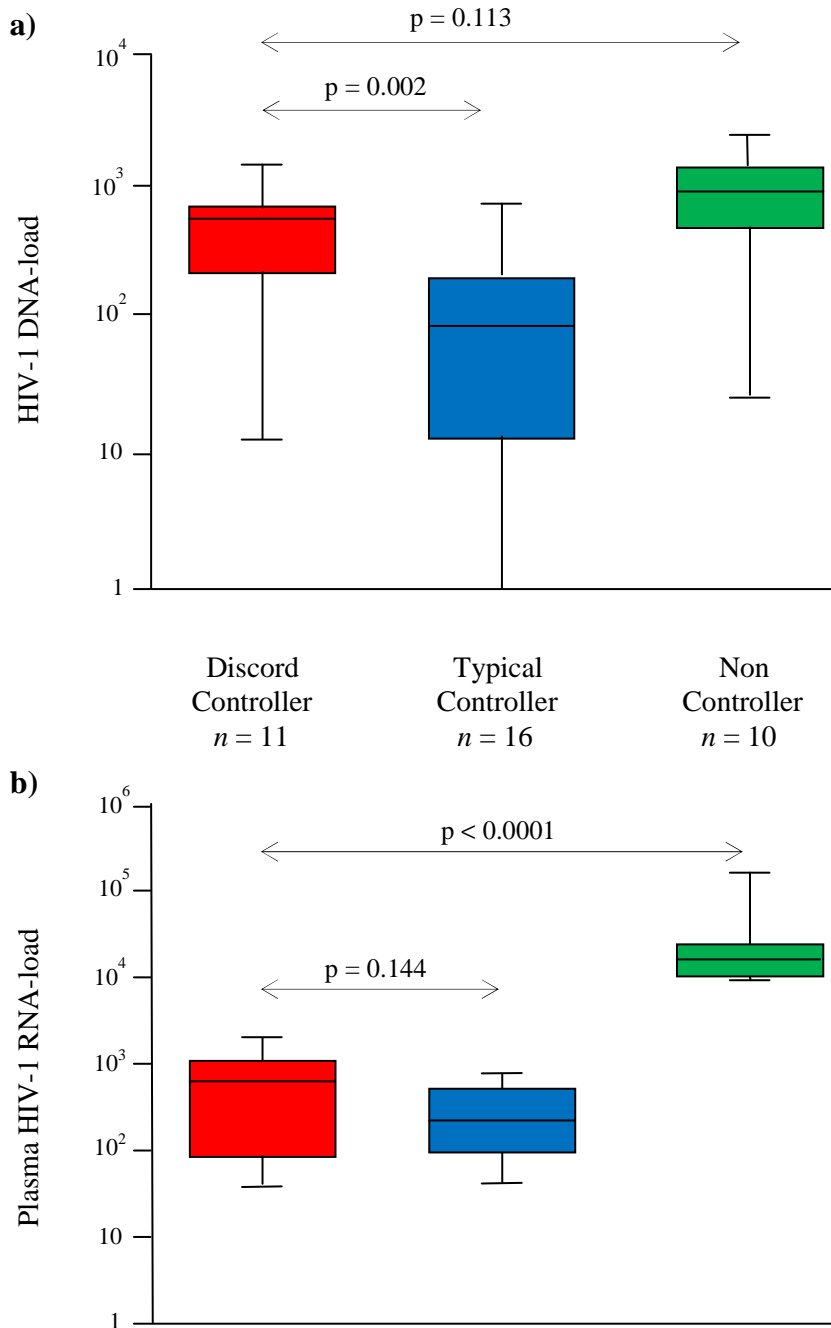 a)
p = 0.113
p = 0.002
10⁴
10³
10²
10
1
HIV-1 DNA-load
Discord Controller n = 11
Typical Controller n = 16
Non Controller n = 10
b)
p < 0.0001
p = 0.144
10⁶
10⁵
10⁴
10³
10²
10
1
Plasma HIV-1 RNA-load